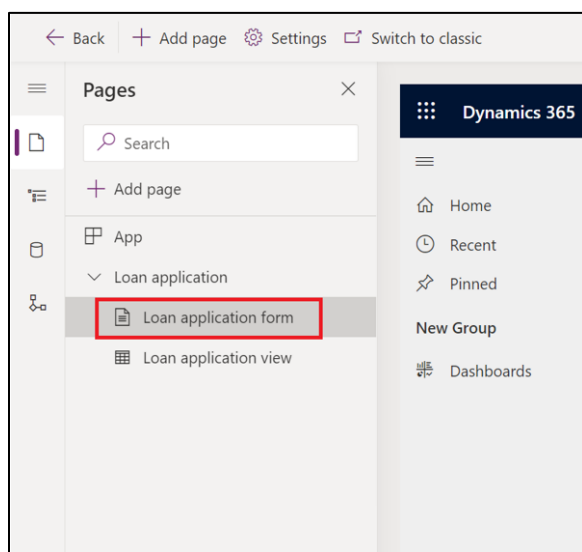 Back
Add page
Settings
Switch to classic
Pages
Search
Add page
App
Loan application
Loan application form
Loan application view
Dynamics 365
Home
Recent
Pinned
New Group
Dashboards